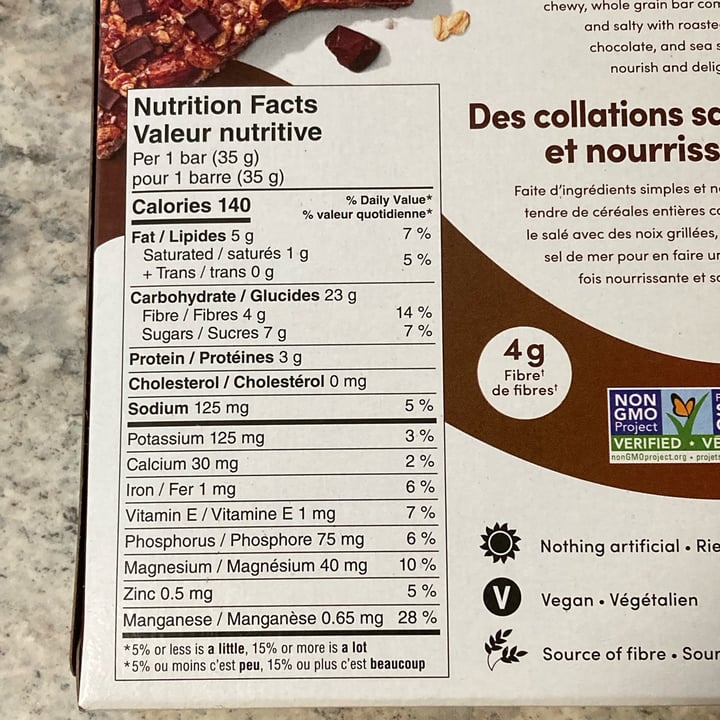 chewy, whole grain bar
and salty with
chocolate, and sea
nourish and
Des collations
et
Faite d'ingrédients simples et
tendre de céréales entières
le salé avec des noix grillées,
sel de mer pour en faire
fois nourrissante et
Nutrition Facts
Valeur nutritive
Per 1 bar (35 g)
pour 1 barre (35 g)
Calories 140
% Daily Value*
% valeur quotidienne*
Fat / Lipides 5 g 7 %
Saturated / saturés 1 g
+ Trans / trans 0 g 5 %
Carbohydrate / Glucides 23 g
Fibre / Fibres 4 g 14 %
Sugars / Sucres 7 g 7 %
Protein / Protéines 3 g
Cholesterol / Cholestérol 0 mg
Sodium 125 mg 5 %
Potassium 125 mg 3 %
Calcium 30 mg 2 %
Iron / Fer 1 mg 6 %
Vitamin E / Vitamine E 1 mg 7 %
Phosphorus / Phosphore 75 mg 6 %
Magnesium / Magnésium 40 mg 10 %
Zinc 0.5 mg 5 %
Manganese / Manganèse 0.65 mg 28 %
*5% or less is a little, 15% or more is a lot
*5% ou moins c'est peu, 15% ou plus c'est beaucoup
4g
Fibre†
de fibres†
NON
GMO
Project
VERIFIED •
nonGMOproject.org •
Nothing artificial •
Vegan • Végétalien
Source of fibre •